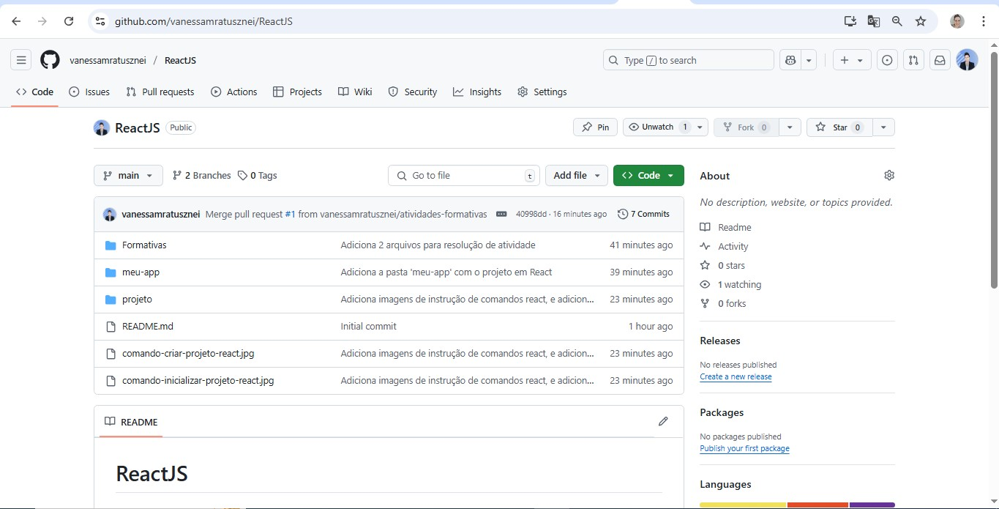 github.com/vanessamratusznei/ReactJS
vanessamratusznei / ReactJS
Type / to search
Code Issues Pull requests Actions Projects Wiki Security Insights Settings
ReactJS Public
Pin Unwatch 1 Fork 0 Star 0
main 2 Branches 0 Tags Go to file t Add file Code
vanessamratusznei Merge pull request #1 from vanessamratusznei/atividades-formativas 40998dd · 16 minutes ago 7 Commits
Formativas Adiciona 2 arquivos para resolução de atividade 41 minutes ago
meu-app Adiciona a pasta 'meu-app' com o projeto em React 39 minutes ago
projeto Adiciona imagens de instrução de comandos react, e adicion... 23 minutes ago
README.md Initial commit 1 hour ago
comando-criar-projeto-react.jpg Adiciona imagens de instrução de comandos react, e adicion... 23 minutes ago
comando-inicializar-projeto-react.jpg Adiciona imagens de instrução de comandos react, e adicion... 23 minutes ago
README
ReactJS
About
No description, website, or topics provided.
Readme
Activity
0 stars
1 watching
0 forks
Releases
No releases published
Create a new release
Packages
No packages published
Publish your first package
Languages